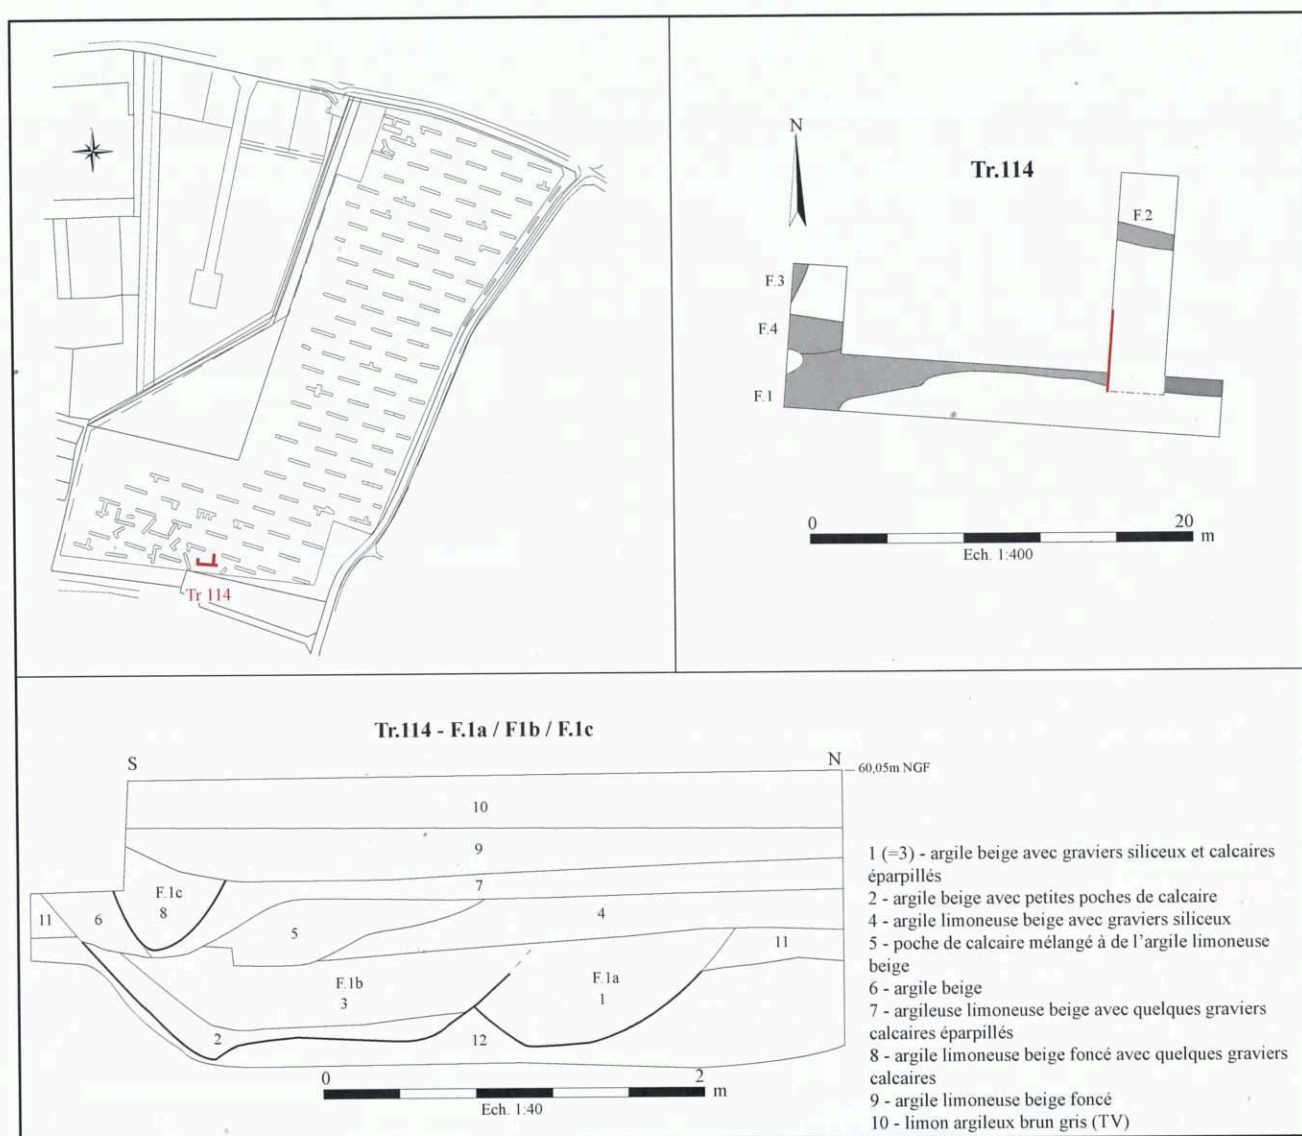 Tr 114
N
Tr.114
F.2
F.3
F.4
F.1
0 20
m
Ech. 1:400
Tr.114 - F.1a / F1b / F.1c
S
N
60,05m NGF
10
9
7
F.1c
8
11
6
5
4
11
F.1b
3
F.1a
1
2
12
0 2
m
Ech. 1:40
1 (=3) - argile beige avec graviers siliceux et calcaires
éparpillés
2 - argile beige avec petites poches de calcaire
4 - argile limoneuse beige avec graviers siliceux
5 - poche de calcaire mélangé à de l'argile limoneuse
beige
6 - argile beige
7 - argileuse limoneuse beige avec quelques graviers
calcaires éparpillés
8 - argile limoneuse beige foncé avec quelques graviers
calcaires
9 - argile limoneuse beige foncé
10 - limon argileux brun gris (TV)